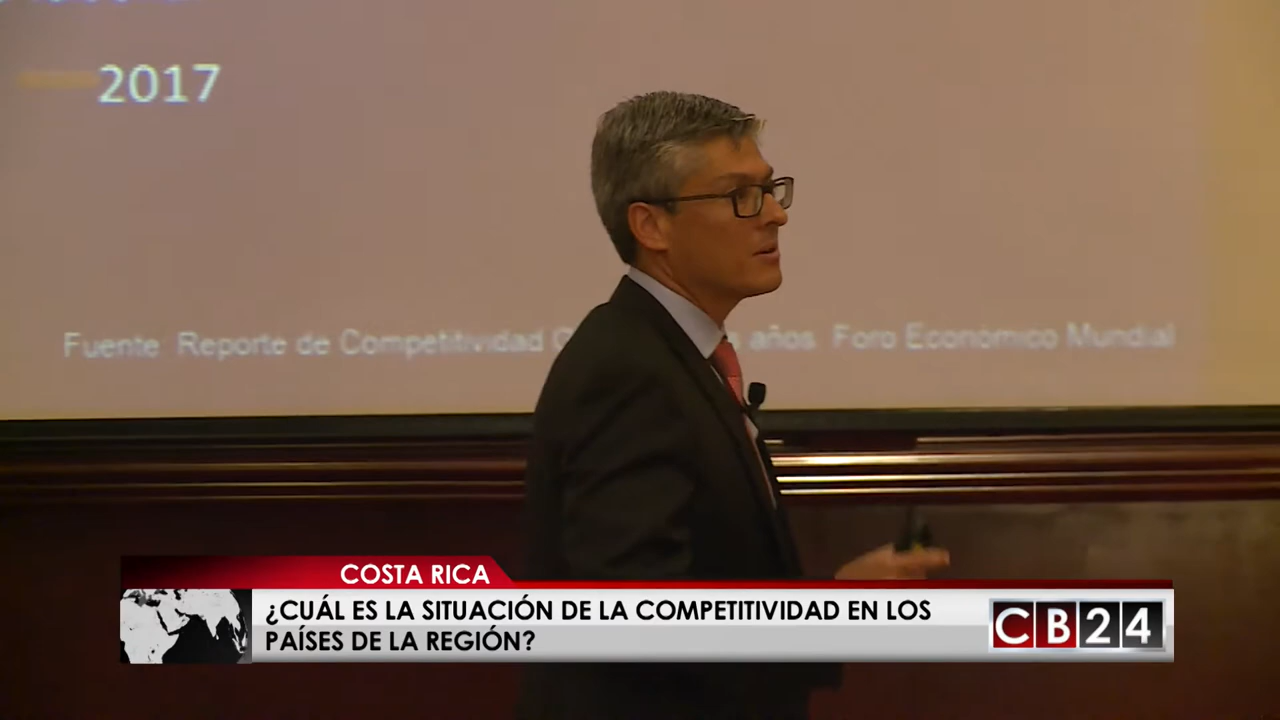 2017
Fuente: Reporte de Competitividad años. Foro Económico Mundial
COSTA RICA
¿CUÁL ES LA SITUACIÓN DE LA COMPETITIVIDAD EN LOS
PAÍSES DE LA REGIÓN?
CB24